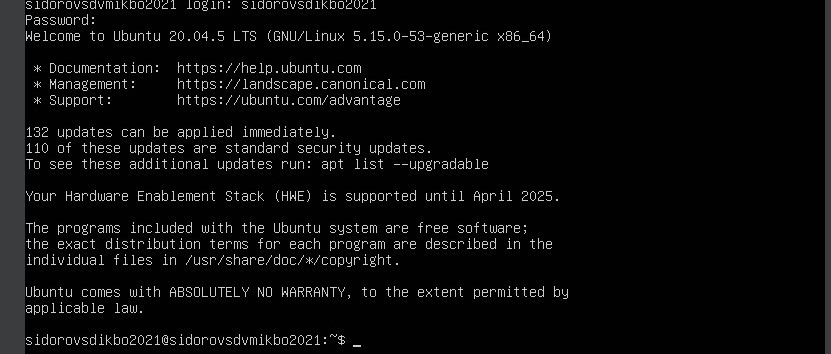 sidorovsdvmikbo2021 login: sidorovsdikbo2021
Password:
Welcome to Ubuntu 20.04.5 LTS (GNU/Linux 5.15.0-53-generic x86_64)
* Documentation: https://help.ubuntu.com
* Management: https://landscape.canonical.com
* Support: https://ubuntu.com/advantage
132 updates can be applied immediately.
110 of these updates are standard security updates.
To see these additional updates run: apt list --upgradable
Your Hardware Enablement Stack (HWE) is supported until April 2025.
The programs included with the Ubuntu system are free software;
the exact distribution terms for each program are described in the
individual files in /usr/share/doc/*/copyright.
Ubuntu comes with ABSOLUTELY NO WARRANTY, to the extent permitted by
applicable law.
sidorovsdikbo2021@sidorovsdvmikbo2021:~$ _